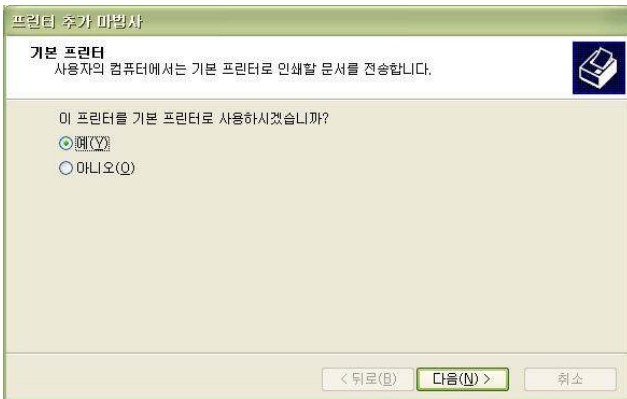 프린터 추가 마법사
기본 프린터
사용자의 컴퓨터에서는 기본 프린터로 인쇄할 문서를 전송합니다.
이 프린터를 기본 프린터로 사용하시겠습니까?
예(Y)
아니오(O)
< 뒤로(B)
다음(N) >
취소